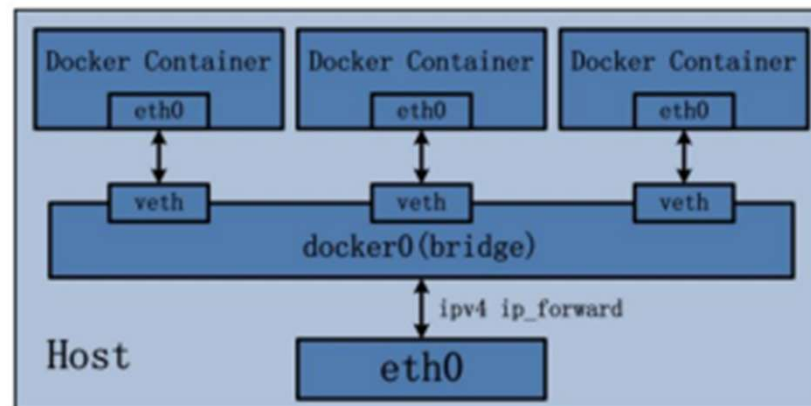 Docker Container
Docker Container
Docker Container
eth0
eth0
eth0
veth
veth
veth
docker0(bridge)
ipv4 ip_forward
Host
eth0